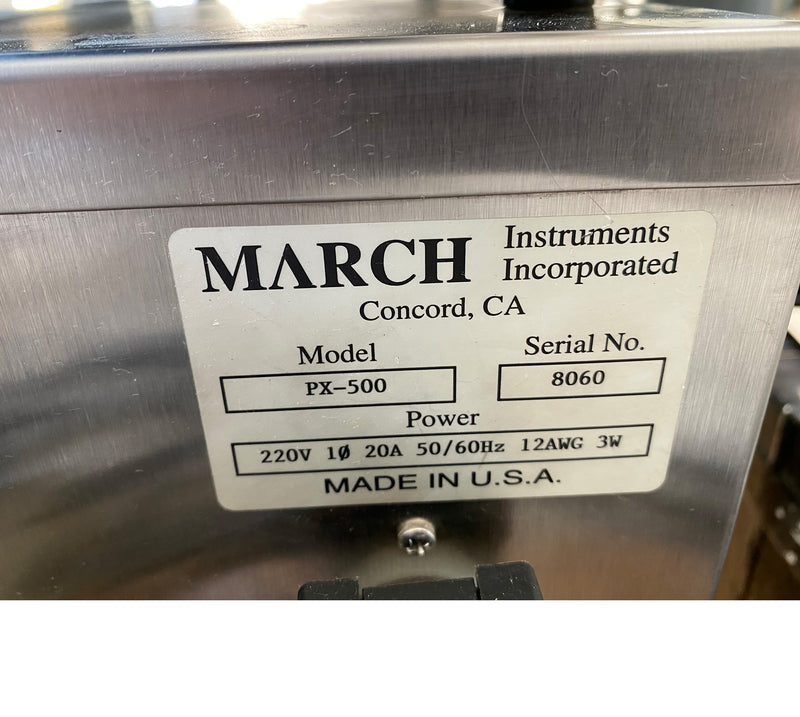 MARCH Instruments Incorporated
Concord, CA
Model Serial No.
PX-500 8060
Power
220V 1Ø 20A 50/60Hz 12AWG 3W
MADE IN U.S.A.